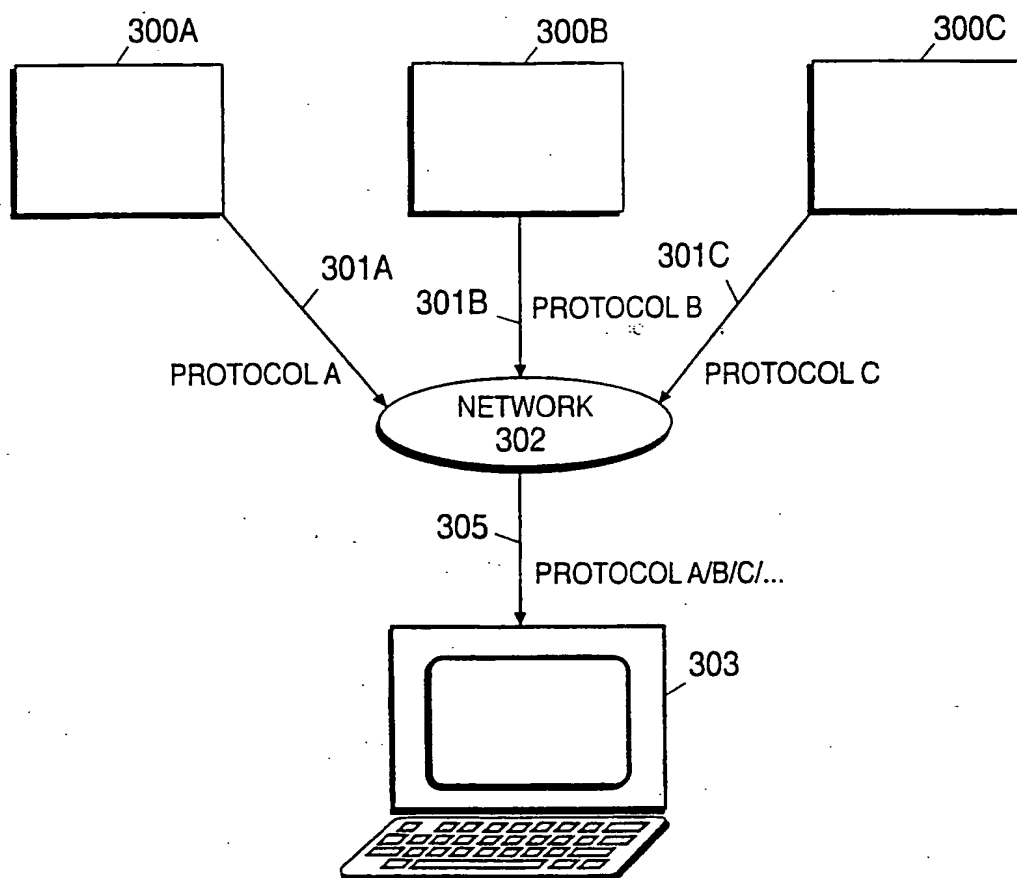 300A
300B
300C
301A
301B
301C
PROTOCOL A
PROTOCOL B
PROTOCOL C
NETWORK
302
305
PROTOCOL A/B/C/...
303